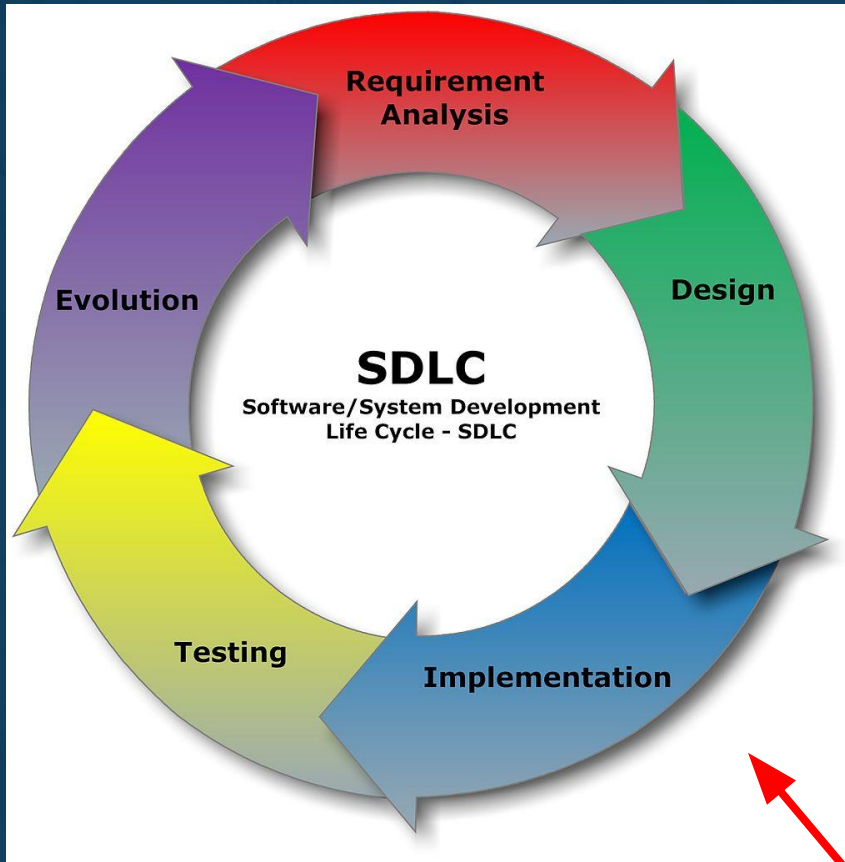 Requirement
Analysis
Design
Evolution
SDLC
Software/System Development
Life Cycle - SDLC
Testing
Implementation